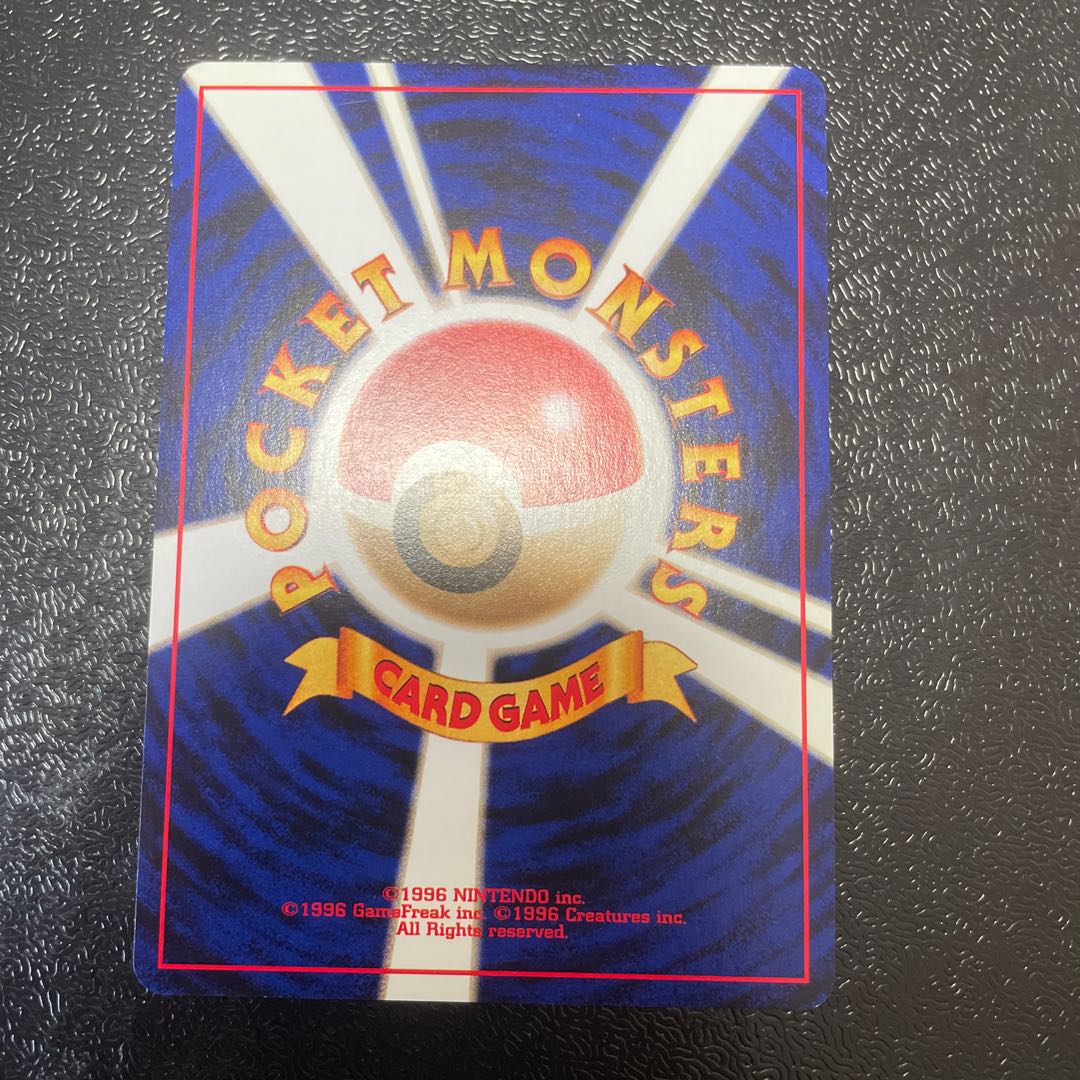 POCKET MONSTERS
CARD GAME
©1996 NINTENDO inc.
©1996 GameFreak inc. ©1996 Creatures inc.
All Rights reserved.